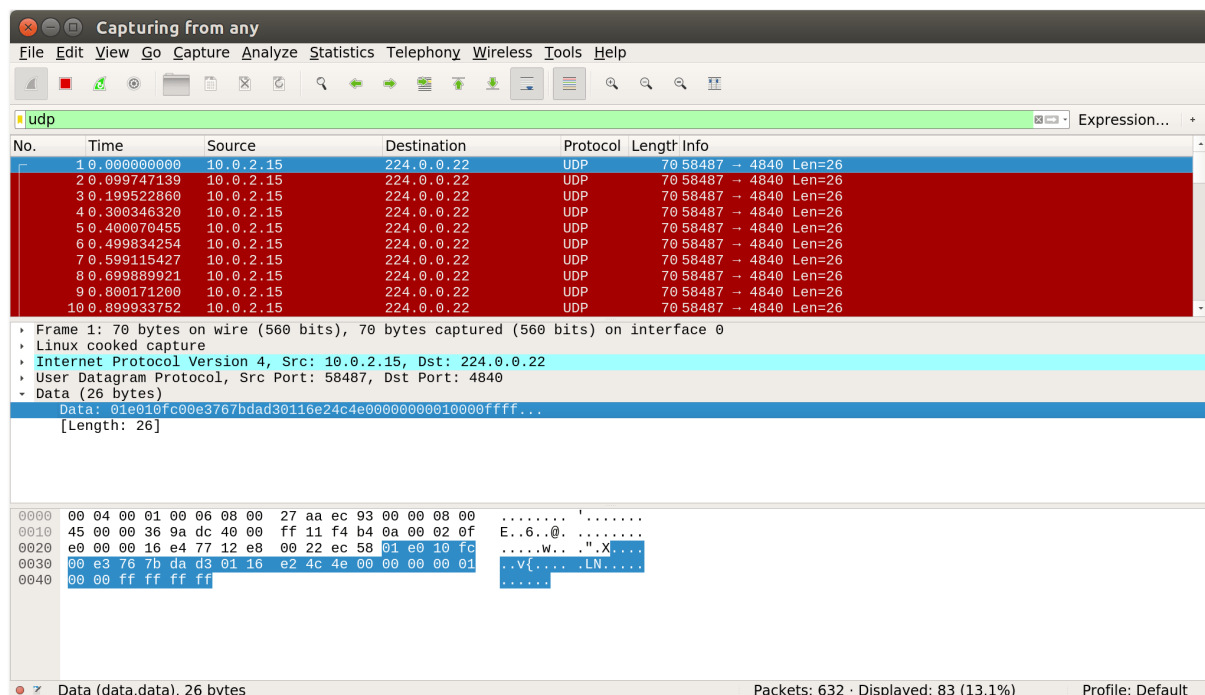 Capturing from any
File Edit View Go Capture Analyze Statistics Telephony Wireless Tools Help
udp Expression... +
No. Time Source Destination Protocol Length Info
1 0.000000000 10.0.2.15 224.0.0.22 UDP 70 58487 → 4840 Len=26
2 0.099747139 10.0.2.15 224.0.0.22 UDP 70 58487 → 4840 Len=26
3 0.199522860 10.0.2.15 224.0.0.22 UDP 70 58487 → 4840 Len=26
4 0.300346320 10.0.2.15 224.0.0.22 UDP 70 58487 → 4840 Len=26
5 0.400070455 10.0.2.15 224.0.0.22 UDP 70 58487 → 4840 Len=26
6 0.499834254 10.0.2.15 224.0.0.22 UDP 70 58487 → 4840 Len=26
7 0.599115427 10.0.2.15 224.0.0.22 UDP 70 58487 → 4840 Len=26
8 0.699889921 10.0.2.15 224.0.0.22 UDP 70 58487 → 4840 Len=26
9 0.800171200 10.0.2.15 224.0.0.22 UDP 70 58487 → 4840 Len=26
10 0.899933752 10.0.2.15 224.0.0.22 UDP 70 58487 → 4840 Len=26
Frame 1: 70 bytes on wire (560 bits), 70 bytes captured (560 bits) on interface 0
Linux cooked capture
Internet Protocol Version 4, Src: 10.0.2.15, Dst: 224.0.0.22
User Datagram Protocol, Src Port: 58487, Dst Port: 4840
Data (26 bytes)
Data: 01e010fc00e3767bdad30116e24c4e00000000010000ffff...
[Length: 26]
0000 00 04 00 01 00 06 08 00 27 aa ec 93 00 00 08 00 ........ '.......
0010 45 00 00 36 9a dc 40 00 ff 11 f4 b4 0a 00 02 0f E..6..@. ........
0020 e0 00 00 16 e4 77 12 e8 00 22 ec 58 01 e0 10 fc .....w.. .".X....
0030 00 e3 76 7b da d3 01 16 e2 4c 4e 00 00 00 00 01 ..v{.... .LN.....
0040 00 00 ff ff ff ff ......
Data (data.data), 26 bytes Packets: 632 · Displayed: 83 (13.1%) Profile: Default